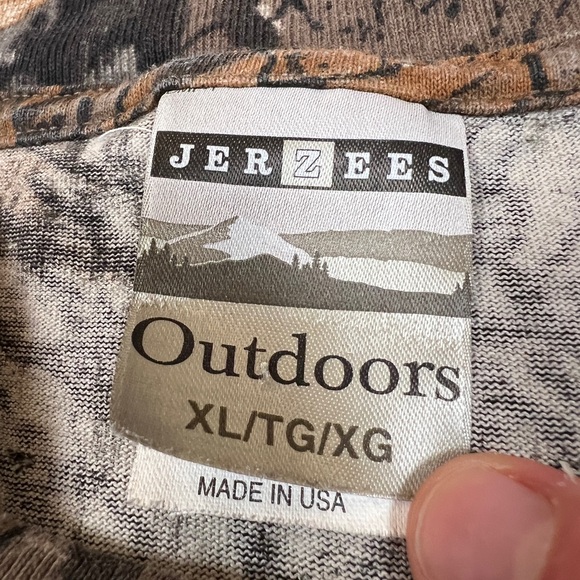 JERZEES
Outdoors
XL/TG/XG
MADE IN USA